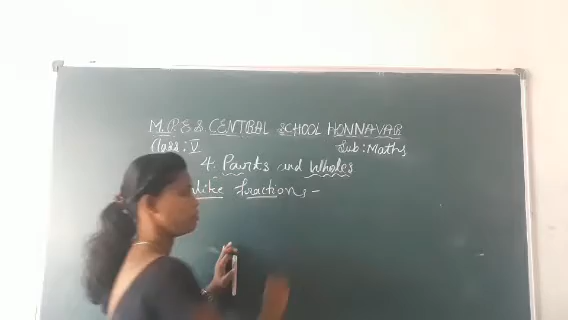 M.P.E.S. CENTRAL SCHOOL HONNAVAR
Class : V Sub : Maths
4. Parts and Wholes
like fractions -